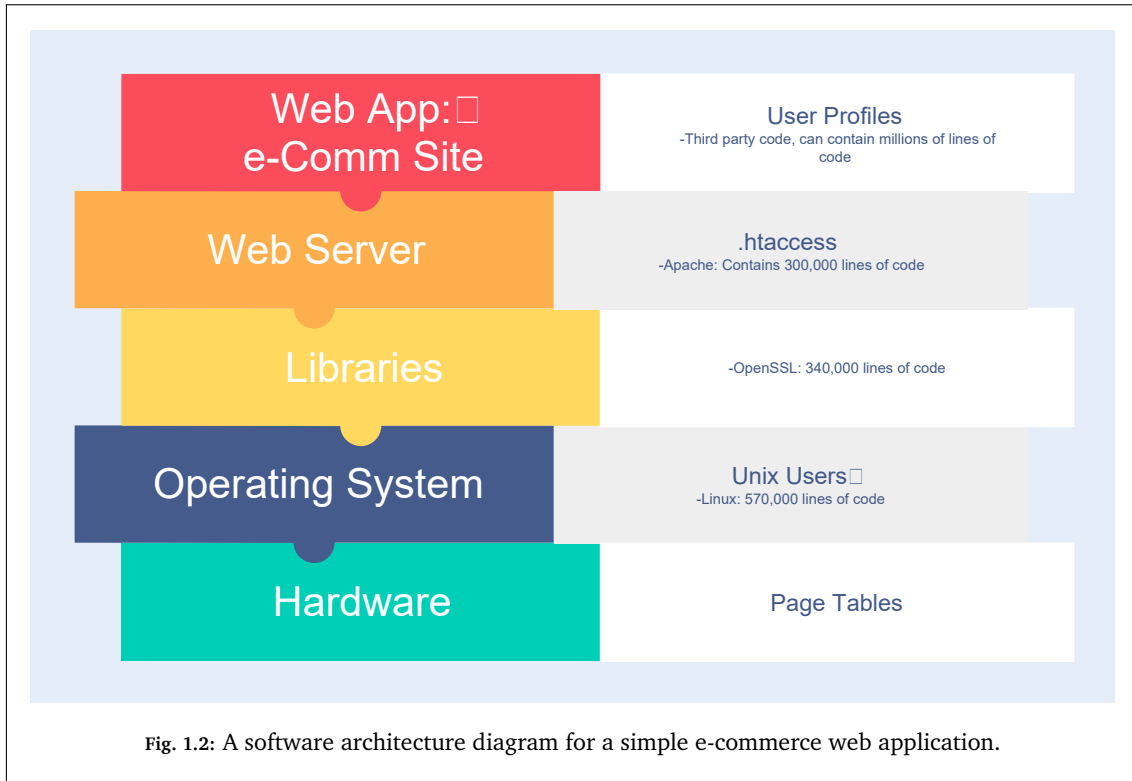 Web App:
e-Comm Site
User Profiles
-Third party code, can contain millions of lines of
code
Web Server
.htaccess
-Apache: Contains 300,000 lines of code
Libraries
-OpenSSL: 340,000 lines of code
Operating System
Unix Users
-Linux: 570,000 lines of code
Hardware
Page Tables
Fig. 1.2: A software architecture diagram for a simple e-commerce web application.